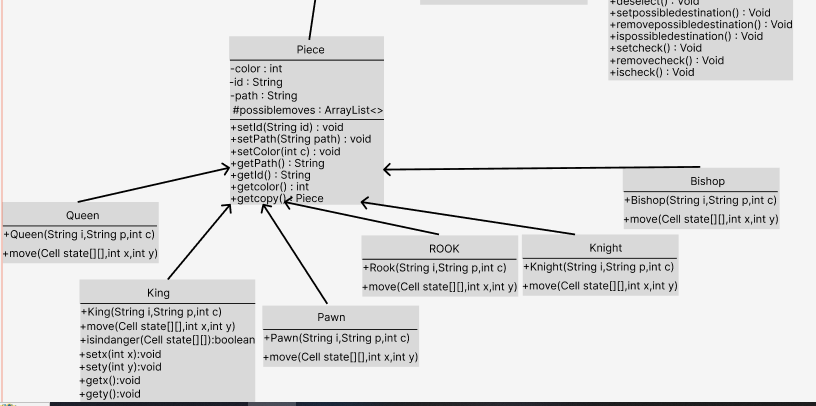 +deselect() : Void
+setpossibledestination() : Void
+removepossibledestination() : Void
+ispossibledestination() : Void
+setcheck() : Void
+removecheck() : Void
+ischeck() : Void
Piece
-color : int
-id : String
-path : String
#possiblemoves : ArrayList<>
+setId(String id) : void
+setPath(String path) : void
+setColor(int c) : void
+getPath() : String
+getId() : String
+getcolor() : int
+getcopy() : Piece
Bishop
+Bishop(String i,String p,int c)
+move(Cell state[][],int x,int y)
Queen
+Queen(String i,String p,int c)
+move(Cell state[][],int x,int y)
ROOK
+Rook(String i,String p,int c)
+move(Cell state[][],int x,int y)
Knight
+Knight(String i,String p,int c)
+move(Cell state[][],int x,int y)
King
+King(String i,String p,int c)
+move(Cell state[][],int x,int y)
+isindanger(Cell state[][]):boolean
+setx(int x):void
+sety(int y):void
+getx():void
+gety():void
Pawn
+Pawn(String i,String p,int c)
+move(Cell state[][],int x,int y)